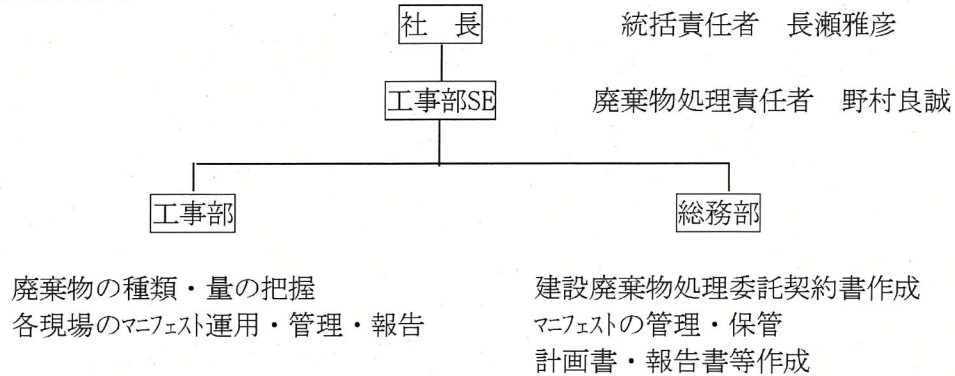 社　長　　統括責任者　長瀬雅彦
工事部SE　　廃棄物処理責任者　野村良誠
工事部　　総務部
廃棄物の種類・量の把握　　建設廃棄物処理委託契約書作成
各現場のﾏﾆﾌｪｽﾄ運用・管理・報告　　ﾏﾆﾌｪｽﾄの管理・保管
計画書・報告書等作成